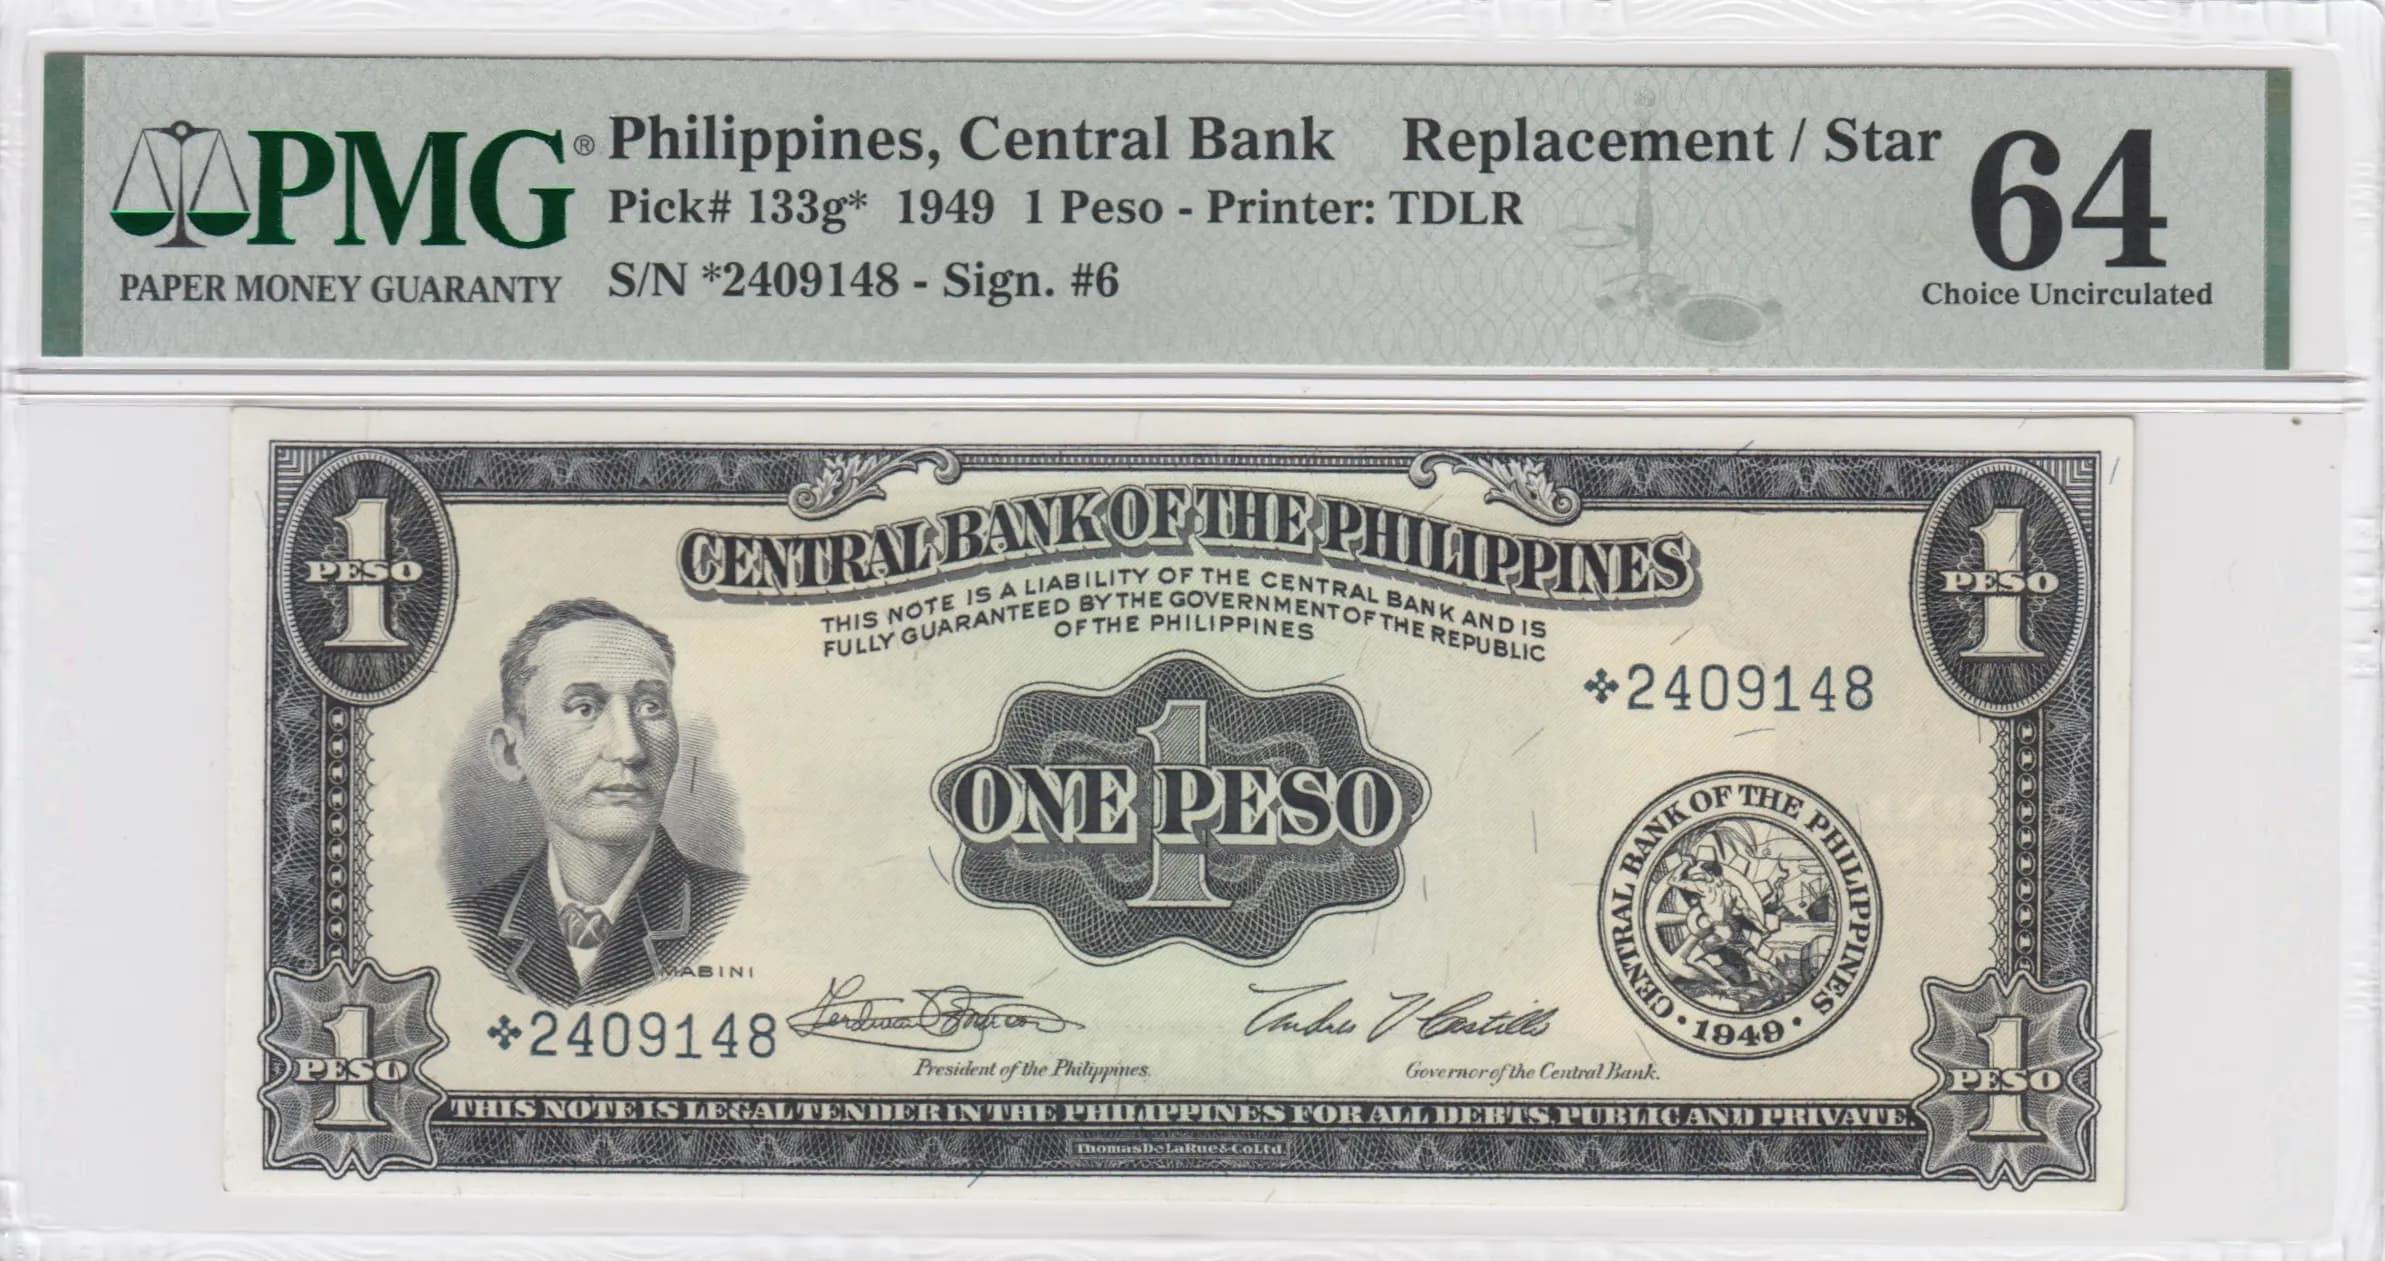 PMG®
PAPER MONEY GUARANTY
Philippines, Central Bank Replacement / Star
Pick# 133g* 1949 1 Peso - Printer: TDLR
S/N *2409148 - Sign. #6
64
Choice Uncirculated
1 PESO
1 PESO
CENTRAL BANK OF THE PHILIPPINES
THIS NOTE IS A LIABILITY OF THE CENTRAL BANK AND IS
FULLY GUARANTEED BY THE GOVERNMENT OF THE REPUBLIC
OF THE PHILIPPINES
*2409148
1
ONE PESO
CENTRAL BANK OF THE PHILIPPINES
• 1949 •
MABINI
*2409148
Andres V Castillo
President of the Philippines.
Governor of the Central Bank.
1 PESO
1 PESO
THIS NOTE IS LEGAL TENDER IN THE PHILIPPINES FOR ALL DEBTS, PUBLIC AND PRIVATE.
Thomas De La Rue & Co Ltd.